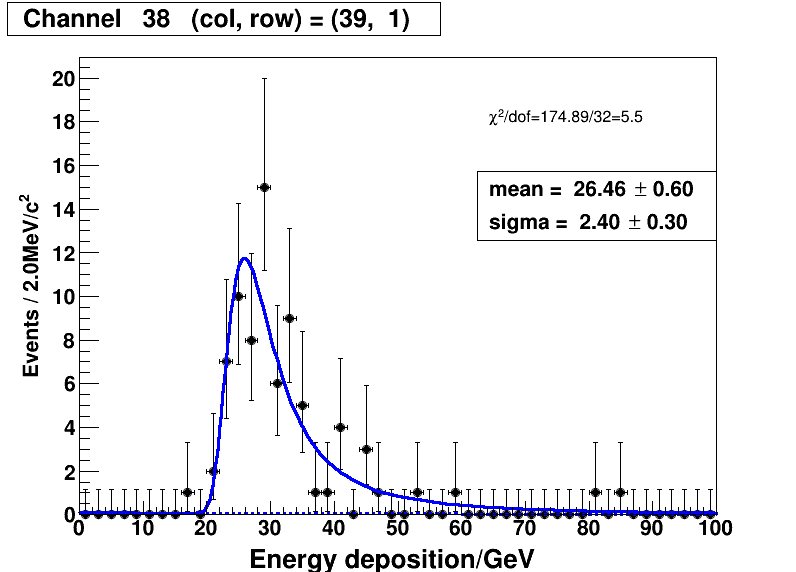 Channel 38 (col, row) = (39, 1)
χ²/dof=174.89/32=5.5
mean = 26.46 ± 0.60
sigma = 2.40 ± 0.30
Events / 2.0MeV/c²
20
18
16
14
12
10
8
6
4
2
0
0 10 20 30 40 50 60 70 80 90 100
Energy deposition/GeV